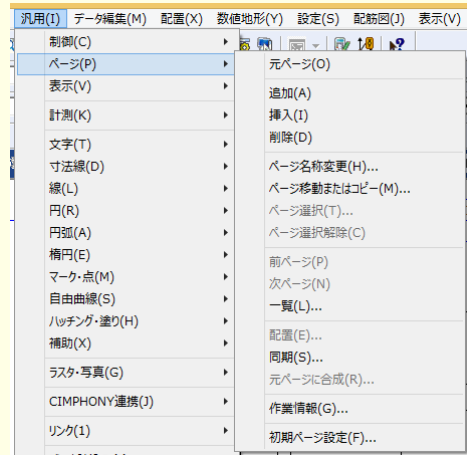 汎用(I) データ編集(M) 配置(X) 数値地形(Y) 設定(S) 配筋図(J) 表示(V)
制御(C)
ページ(P)
表示(V)
計測(K)
文字(T)
寸法線(D)
線(L)
円(R)
円弧(A)
楕円(E)
マーク・点(M)
自由曲線(S)
ハッチング・塗り(H)
補助(X)
ラスタ・写真(G)
CIMPHONY連携(J)
リンク(1)
元ページ(O)
追加(A)
挿入(I)
削除(D)
ページ名称変更(H)...
ページ移動またはコピー(M)...
ページ選択(T)...
ページ選択解除(C)
前ページ(P)
次ページ(N)
一覧(L)...
配置(E)...
同期(S)...
元ページに合成(R)...
作業情報(G)...
初期ページ設定(F)...